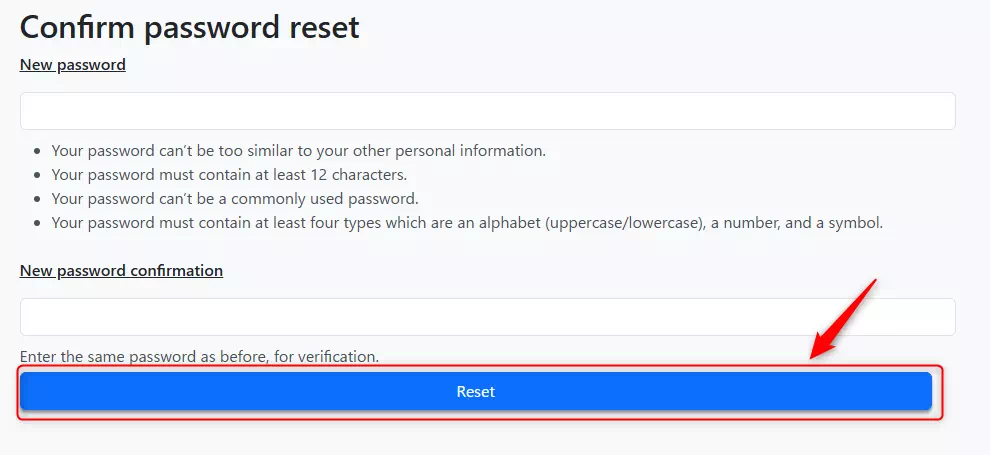 Confirm password reset
New password
Your password can't be too similar to your other personal information.
Your password must contain at least 12 characters.
Your password can't be a commonly used password.
Your password must contain at least four types which are an alphabet (uppercase/lowercase), a number, and a symbol.
New password confirmation
Enter the same password as before, for verification.
Reset